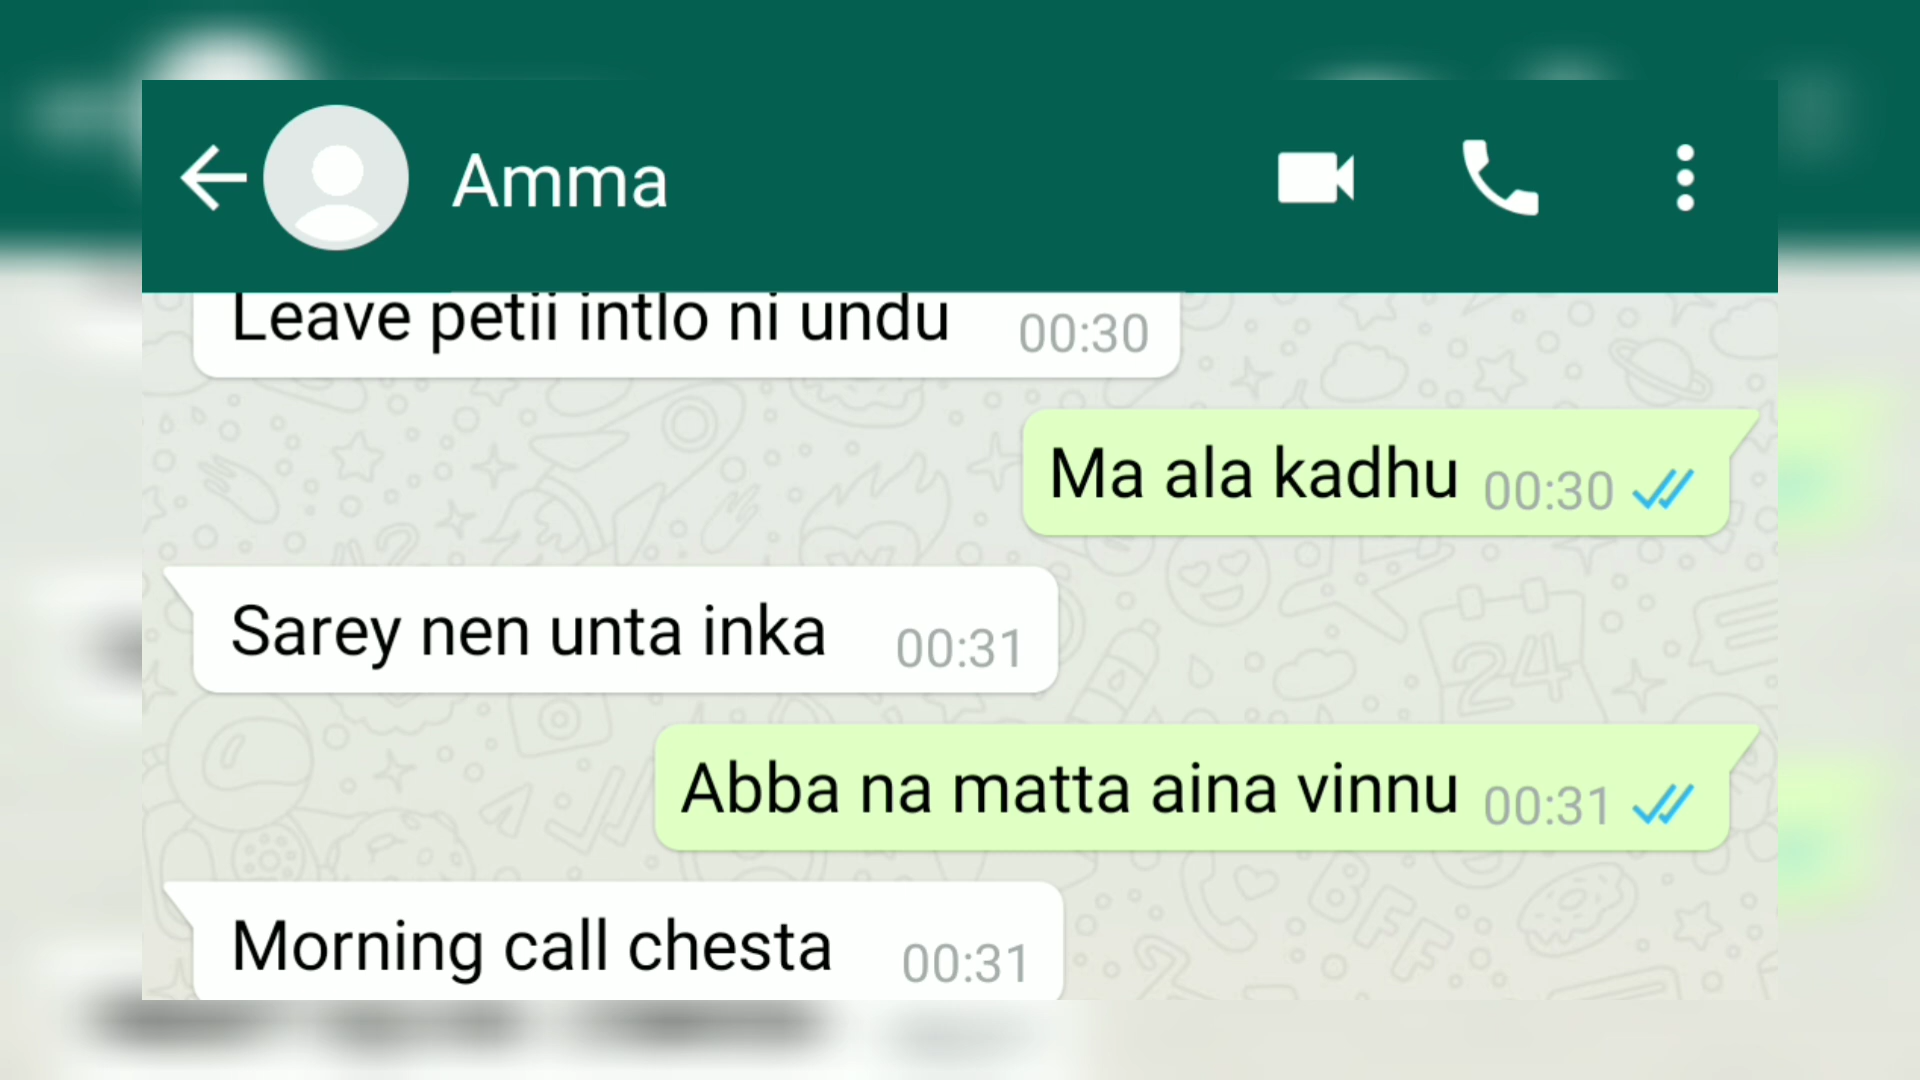 Amma
Leave petii intlo ni undu 00:30
Ma ala kadhu 00:30
Sarey nen unta inka 00:31
Abba na matta aina vinnu 00:31
Morning call chesta 00:31